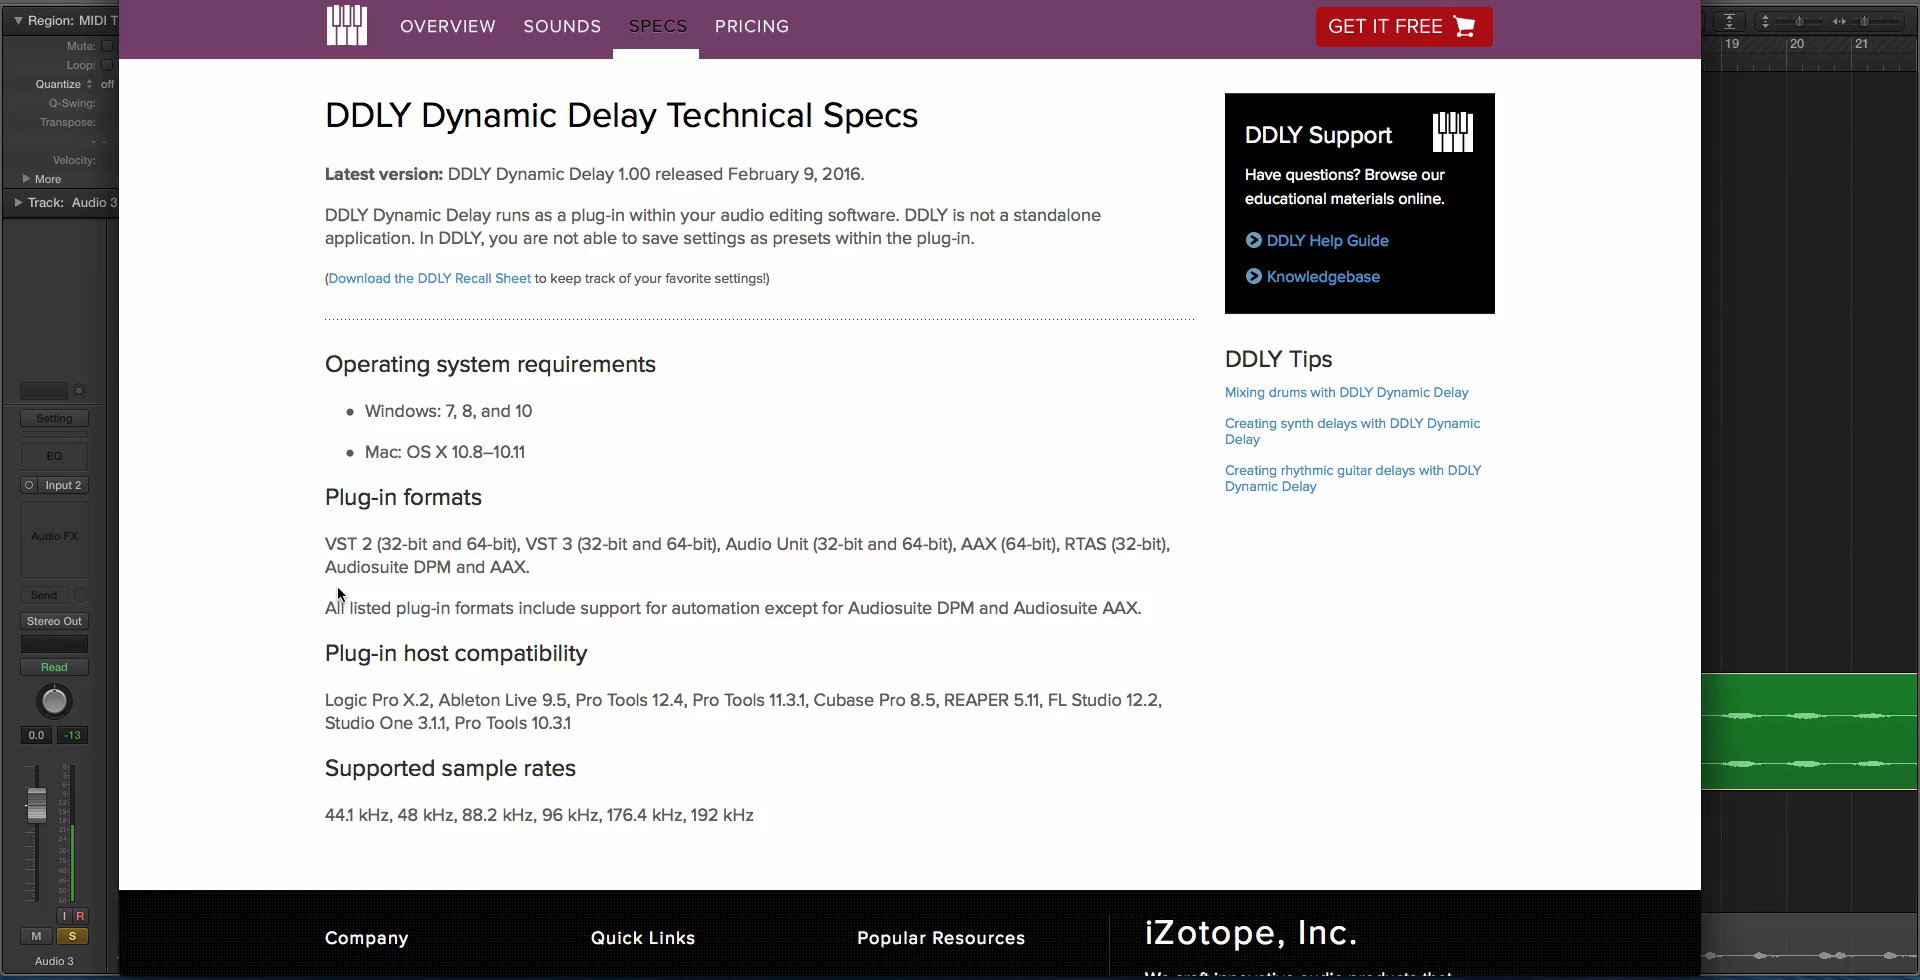 Region: MIDI T
Mute:
Loop:
Quantize off
Q-Swing:
Transpose:
- -
Velocity:
More
Track: Audio 3
Setting
EQ
Input 2
Audio FX
Send
Stereo Out
Read
0.0 -13
I R
M S
Audio 3
OVERVIEW SOUNDS SPECS PRICING
GET IT FREE
19 20 21
DDLY Dynamic Delay Technical Specs
Latest version: DDLY Dynamic Delay 1.00 released February 9, 2016.
DDLY Dynamic Delay runs as a plug-in within your audio editing software. DDLY is not a standalone
application. In DDLY, you are not able to save settings as presets within the plug-in.
(Download the DDLY Recall Sheet to keep track of your favorite settings!)
Operating system requirements
• Windows: 7, 8, and 10
• Mac: OS X 10.8–10.11
Plug-in formats
VST 2 (32-bit and 64-bit), VST 3 (32-bit and 64-bit), Audio Unit (32-bit and 64-bit), AAX (64-bit), RTAS (32-bit),
Audiosuite DPM and AAX.
All listed plug-in formats include support for automation except for Audiosuite DPM and Audiosuite AAX.
Plug-in host compatibility
Logic Pro X.2, Ableton Live 9.5, Pro Tools 12.4, Pro Tools 11.3.1, Cubase Pro 8.5, REAPER 5.11, FL Studio 12.2,
Studio One 3.1.1, Pro Tools 10.3.1
Supported sample rates
44.1 kHz, 48 kHz, 88.2 kHz, 96 kHz, 176.4 kHz, 192 kHz
DDLY Support
Have questions? Browse our
educational materials online.
DDLY Help Guide
Knowledgebase
DDLY Tips
Mixing drums with DDLY Dynamic Delay
Creating synth delays with DDLY Dynamic
Delay
Creating rhythmic guitar delays with DDLY
Dynamic Delay
Company Quick Links Popular Resources
iZotope, Inc.
We craft innovative audio products that